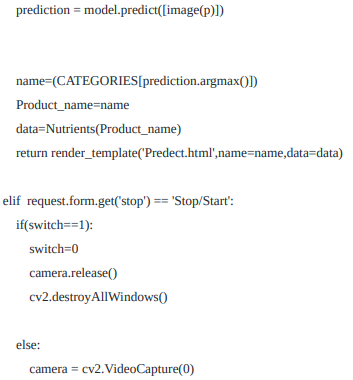 prediction = model.predict([image(p)])
name=(CATEGORIES[prediction.argmax()])
Product_name=name
data=Nutrients(Product_name)
return render_template('Predect.html',name=name,data=data)
elif  request.form.get('stop') == 'Stop/Start':
if(switch==1):
switch=0
camera.release()
cv2.destroyAllWindows()
else:
camera = cv2.VideoCapture(0)